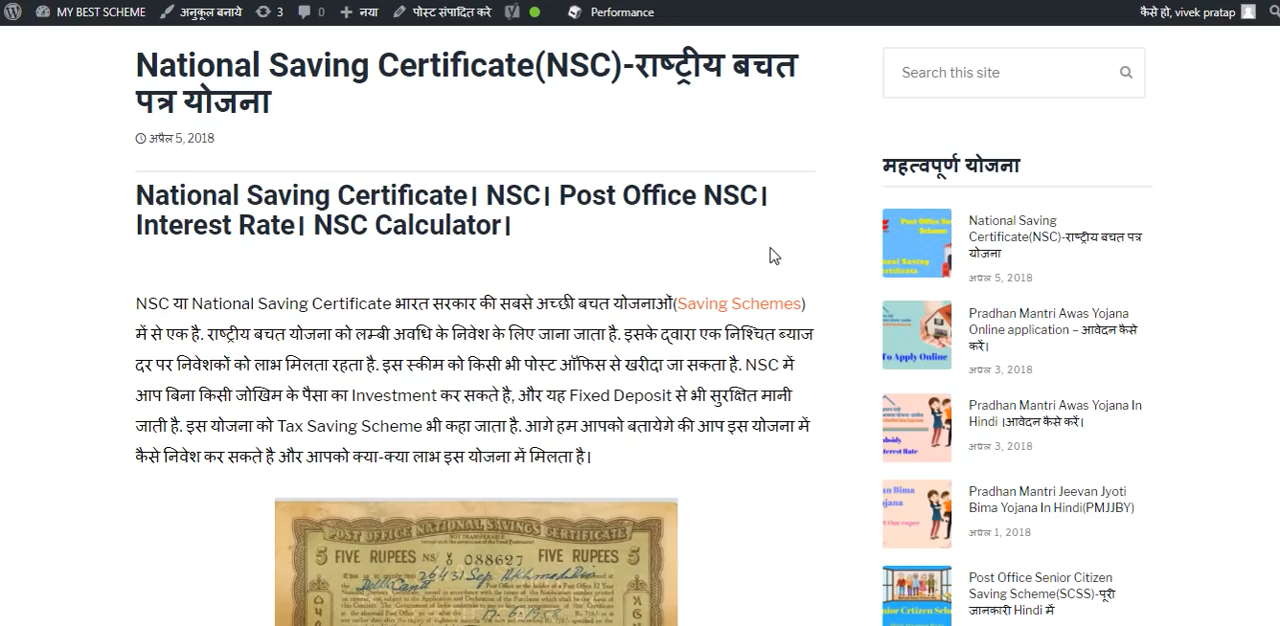 MY BEST SCHEME अनुकूल बनाये 3 0 नया पोस्ट संपादित करे Performance कैसे हो, vivek pratap
National Saving Certificate(NSC)-राष्ट्रीय बचत
पत्र योजना
अप्रैल 5, 2018
National Saving Certificate। NSC। Post Office NSC।
Interest Rate। NSC Calculator।
NSC या National Saving Certificate भारत सरकार की सबसे अच्छी बचत योजनाओं(Saving Schemes)
में से एक है. राष्ट्रीय बचत योजना को लम्बी अवधि के निवेश के लिए जाना जाता है. इसके द्वारा एक निश्चित ब्याज
दर पर निवेशकों को लाभ मिलता रहता है. इस स्कीम को किसी भी पोस्ट ऑफिस से खरीदा जा सकता है. NSC में
आप बिना किसी जोखिम के पैसा का Investment कर सकते है, और यह Fixed Deposit से भी सुरक्षित मानी
जाती है. इस योजना को Tax Saving Scheme भी कहा जाता है. आगे हम आपको बतायेगे की आप इस योजना में
कैसे निवेश कर सकते है और आपको क्या-क्या लाभ इस योजना में मिलता है।
POST OFFICE NATIONAL SAVINGS CERTIFICATE
NOT TRANSFERABLE
5 FIVE RUPEES NS/ 088627 FIVE RUPEES 5
Search this site
महत्वपूर्ण योजना
National Saving
Certificate(NSC)-राष्ट्रीय बचत पत्र
योजना
अप्रैल 5, 2018
Pradhan Mantri Awas Yojana
Online application – आवेदन कैसे
करें।
To Apply Online
अप्रैल 3, 2018
Pradhan Mantri Awas Yojana In
Hindi ।आवेदन कैसे करें।
अप्रैल 3, 2018
Interest Rate
Pradhan Mantri Jeevan Jyoti
Bima Yojana In Hindi(PMJJBY)
अप्रैल 1, 2018
Post Office Senior Citizen
Saving Scheme(SCSS)-पूरी
जानकारी Hindi में